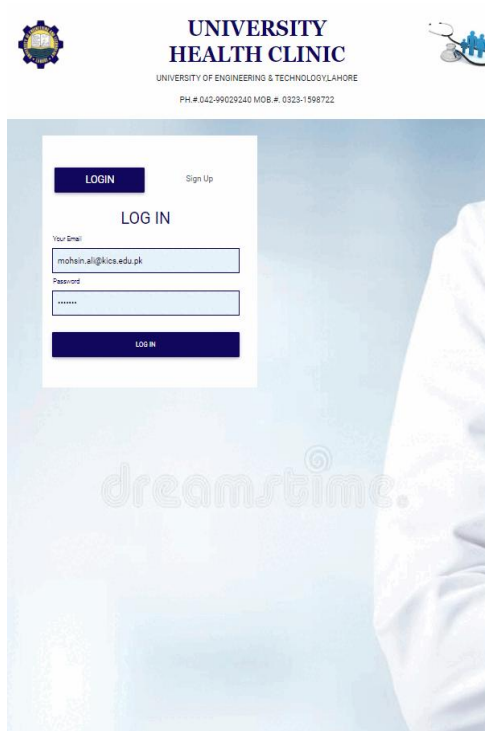 UNIVERSITY
HEALTH CLINIC
UNIVERSITY OF ENGINEERING & TECHNOLOGY,LAHORE
PH.#.042-99029240 MOB.#. 0323-1598722
LOGIN
Sign Up
LOG IN
Your Email
mohsin.ali@kics.edu.pk
Password
•••••••
LOG IN
dreamstime.